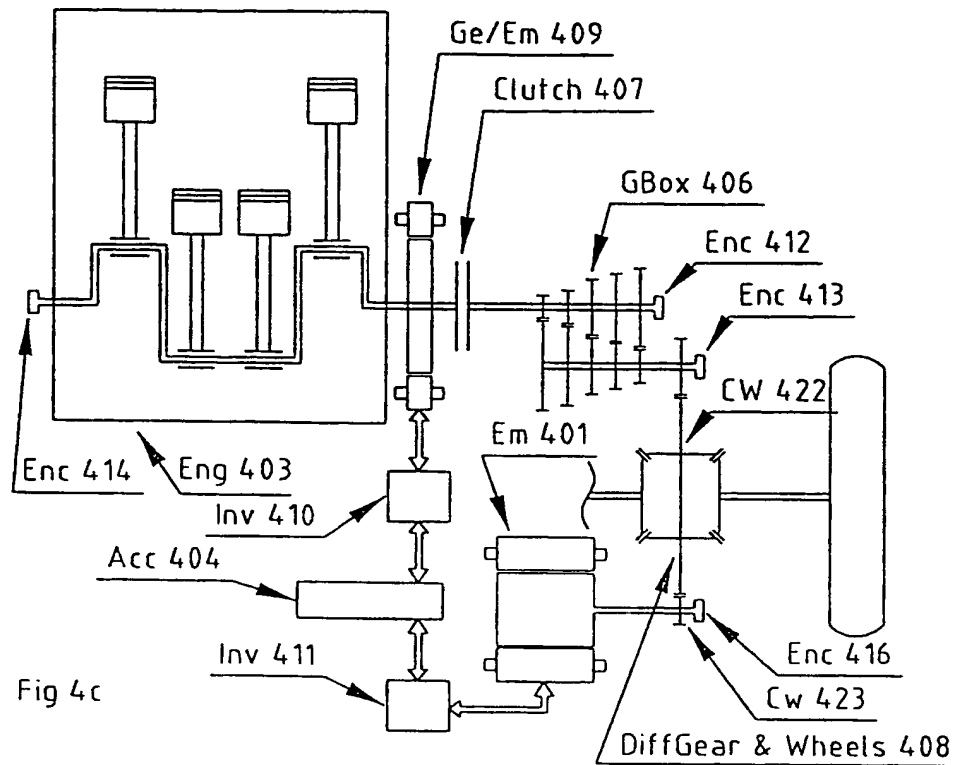 Ge/Em 409
Clutch 407
GBox 406
Enc 412
Enc 413
CW 422
Em 401
Enc 414
Eng 403
Inv 410
Acc 404
Inv 411
Enc 416
Fig 4c
Cw 423
DiffGear & Wheels 408